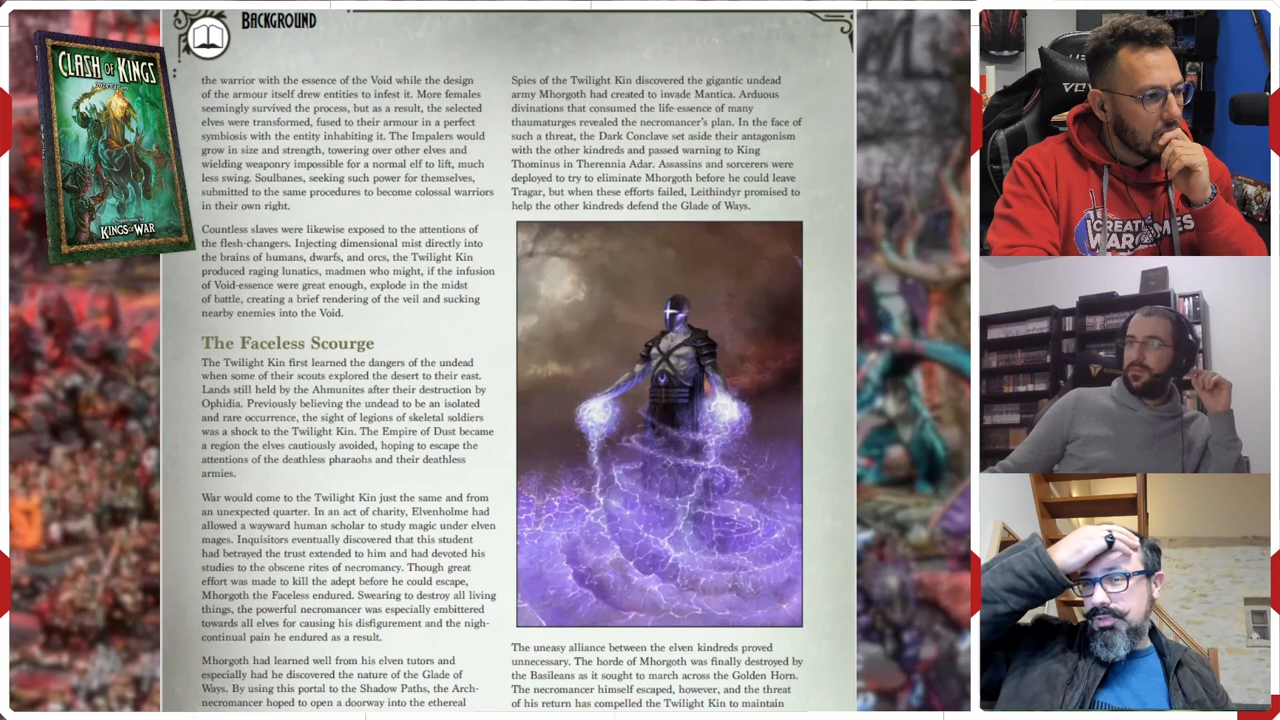 BACKGROUND
CLASH OF KINGS
KINGS OF WAR
the warrior with the essence of the Void while the design
of the armour itself drew entities to infest it. More females
seemingly survived the process, but as a result, the selected
elves were transformed, fused to their armour in a perfect
symbiosis with the entity inhabiting it. The Impalers would
grow in size and strength, towering over other elves and
wielding weaponry impossible for a normal elf to lift, much
less swing. Soulbanes, seeking such power for themselves,
submitted to the same procedures to become colossal warriors
in their own right.
Countless slaves were likewise exposed to the attentions of
the flesh-changers. Injecting dimensional mist directly into
the brains of humans, dwarfs, and orcs, the Twilight Kin
produced raging lunatics, madmen who might, if the infusion
of Void-essence were great enough, explode in the midst
of battle, creating a brief rendering of the veil and sucking
nearby enemies into the Void.
The Faceless Scourge
The Twilight Kin first learned the dangers of the undead
when some of their scouts explored the desert to their east.
Lands still held by the Ahmunites after their destruction by
Ophidia. Previously believing the undead to be an isolated
and rare occurrence, the sight of legions of skeletal soldiers
was a shock to the Twilight Kin. The Empire of Dust became
a region the elves cautiously avoided, hoping to escape the
attentions of the deathless pharaohs and their deathless
armies.
War would come to the Twilight Kin just the same and from
an unexpected quarter. In an act of charity, Elvenholme had
allowed a wayward human scholar to study magic under elven
mages. Inquisitors eventually discovered that this student
had betrayed the trust extended to him and had devoted his
studies to the obscene rites of necromancy. Though great
effort was made to kill the adept before he could escape,
Mhorgoth the Faceless endured. Swearing to destroy all living
things, the powerful necromancer was especially embittered
towards all elves for causing his disfigurement and the nigh-
continual pain he endured as a result.
Mhorgoth had learned well from his elven tutors and
especially had he discovered the nature of the Glade of
Ways. By using this portal to the Shadow Paths, the Arch-
necromancer hoped to open a doorway into the ethereal
Spies of the Twilight Kin discovered the gigantic undead
army Mhorgoth had created to invade Mantica. Arduous
divinations that consumed the life-essence of many
thaumaturges revealed the necromancer's plan. In the face of
such a threat, the Dark Conclave set aside their antagonism
with the other kindreds and passed warning to King
Thominus in Therennia Adar. Assassins and sorcerers were
deployed to try to eliminate Mhorgoth before he could leave
Tragar, but when these efforts failed, Leithindyr promised to
help the other kindreds defend the Glade of Ways.
The uneasy alliance between the elven kindreds proved
unnecessary. The horde of Mhorgoth was finally destroyed by
the Basileans as it sought to march across the Golden Horn.
The necromancer himself escaped, however, and the threat
of his return has compelled the Twilight Kin to maintain